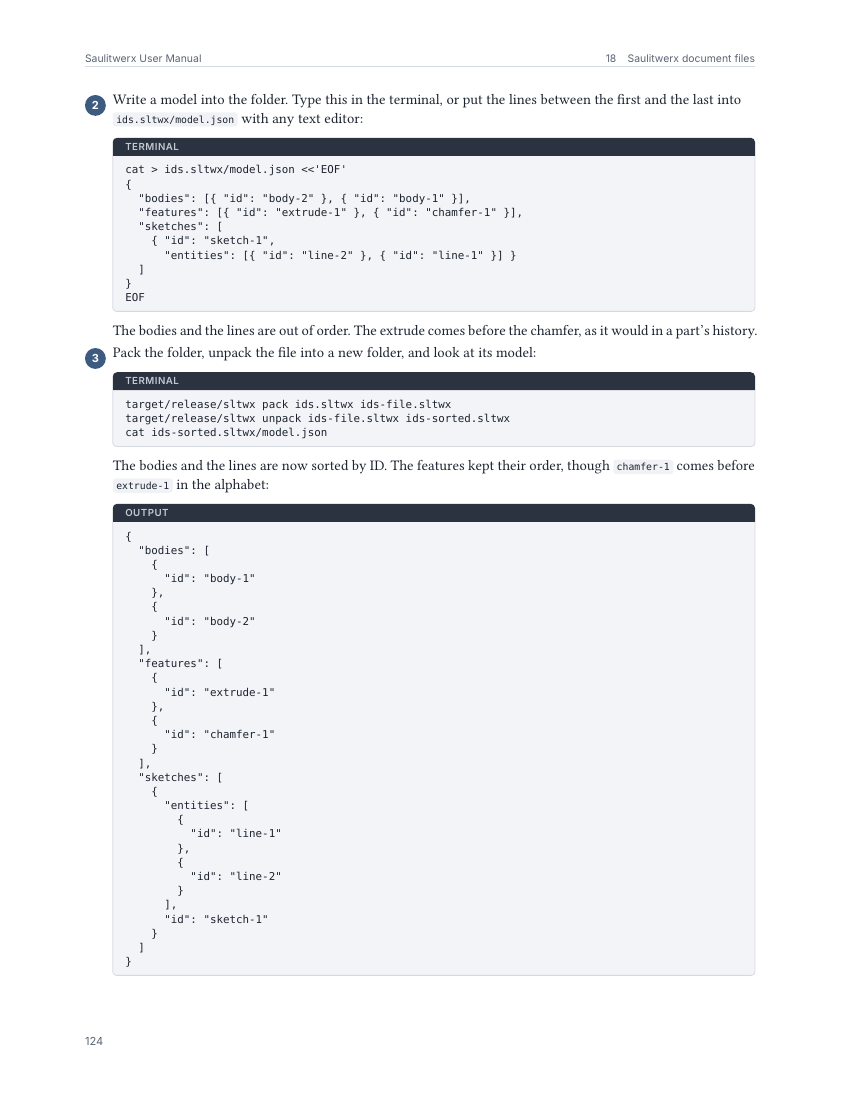 Saulitwerx User Manual
18 Saulitwerx document files
2 Write a model into the folder. Type this in the terminal, or put the lines between the first and the last into
ids.sltwx/model.json with any text editor:
TERMINAL
cat > ids.sltwx/model.json <<'EOF'
{
  "bodies": [{ "id": "body-2" }, { "id": "body-1" }],
  "features": [{ "id": "extrude-1" }, { "id": "chamfer-1" }],
  "sketches": [
    { "id": "sketch-1",
      "entities": [{ "id": "line-2" }, { "id": "line-1" }] }
  ]
}
EOF
The bodies and the lines are out of order. The extrude comes before the chamfer, as it would in a part’s history.
3 Pack the folder, unpack the file into a new folder, and look at its model:
TERMINAL
target/release/sltwx pack ids.sltwx ids-file.sltwx
target/release/sltwx unpack ids-file.sltwx ids-sorted.sltwx
cat ids-sorted.sltwx/model.json
The bodies and the lines are now sorted by ID. The features kept their order, though chamfer-1 comes before
extrude-1 in the alphabet:
OUTPUT
{
  "bodies": [
    {
      "id": "body-1"
    },
    {
      "id": "body-2"
    }
  ],
  "features": [
    {
      "id": "extrude-1"
    },
    {
      "id": "chamfer-1"
    }
  ],
  "sketches": [
    {
      "entities": [
        {
          "id": "line-1"
        },
        {
          "id": "line-2"
        }
      ],
      "id": "sketch-1"
    }
  ]
}
124